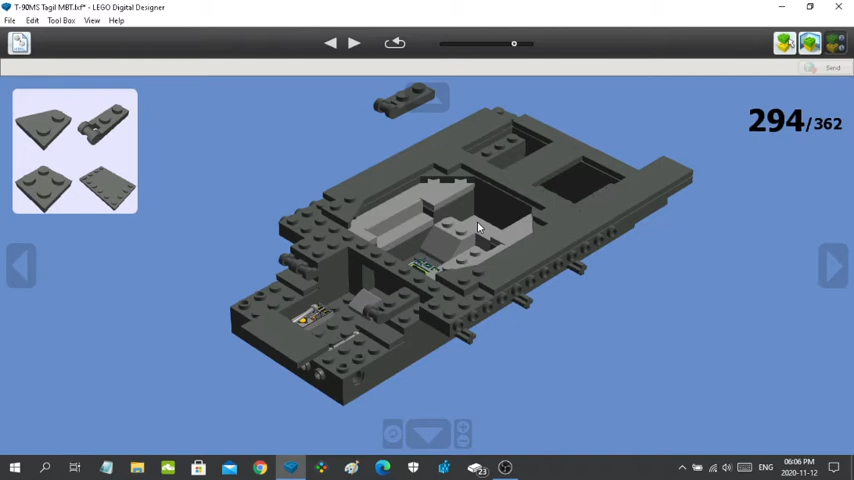 T-90MS Tagil MBT.lxf* - LEGO Digital Designer
File Edit Tool Box View Help
Send
294/362
23
ENG
06:06 PM
2020-11-12